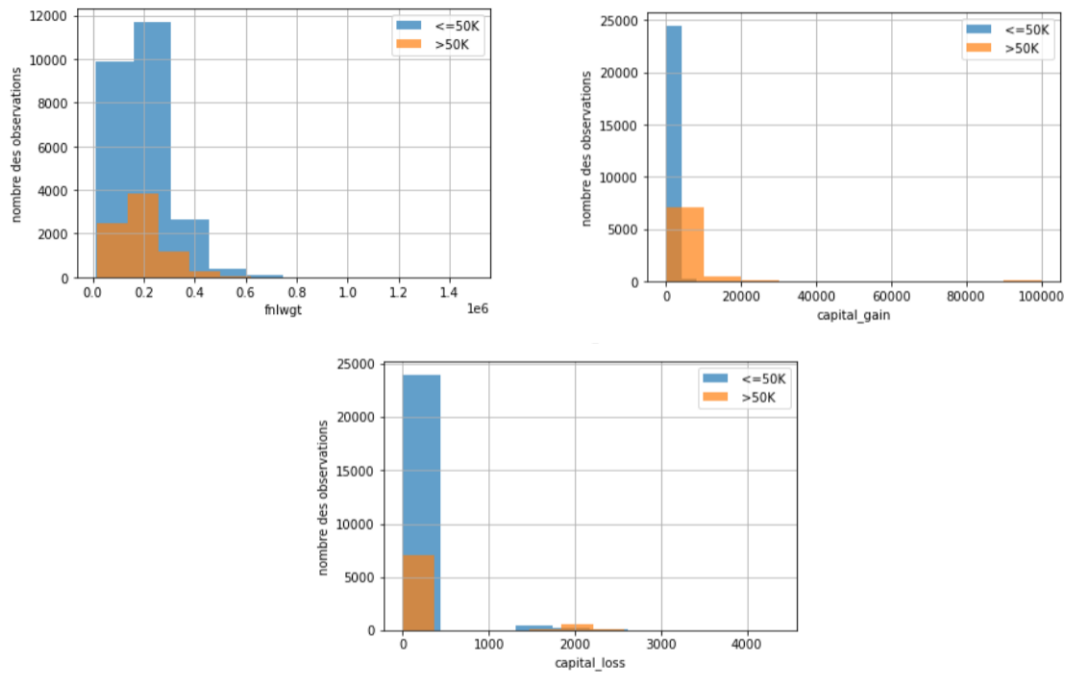 12000
10000
8000
6000
4000
2000
0
nombre des observations
<=50K
>50K
0.0 0.2 0.4 0.6 0.8 1.0 1.2 1.4
1e6
fnlwgt
25000
20000
15000
10000
5000
0
nombre des observations
<=50K
>50K
0 20000 40000 60000 80000 100000
capital_gain
25000
20000
15000
10000
5000
0
nombre des observations
<=50K
>50K
0 1000 2000 3000 4000
capital_loss